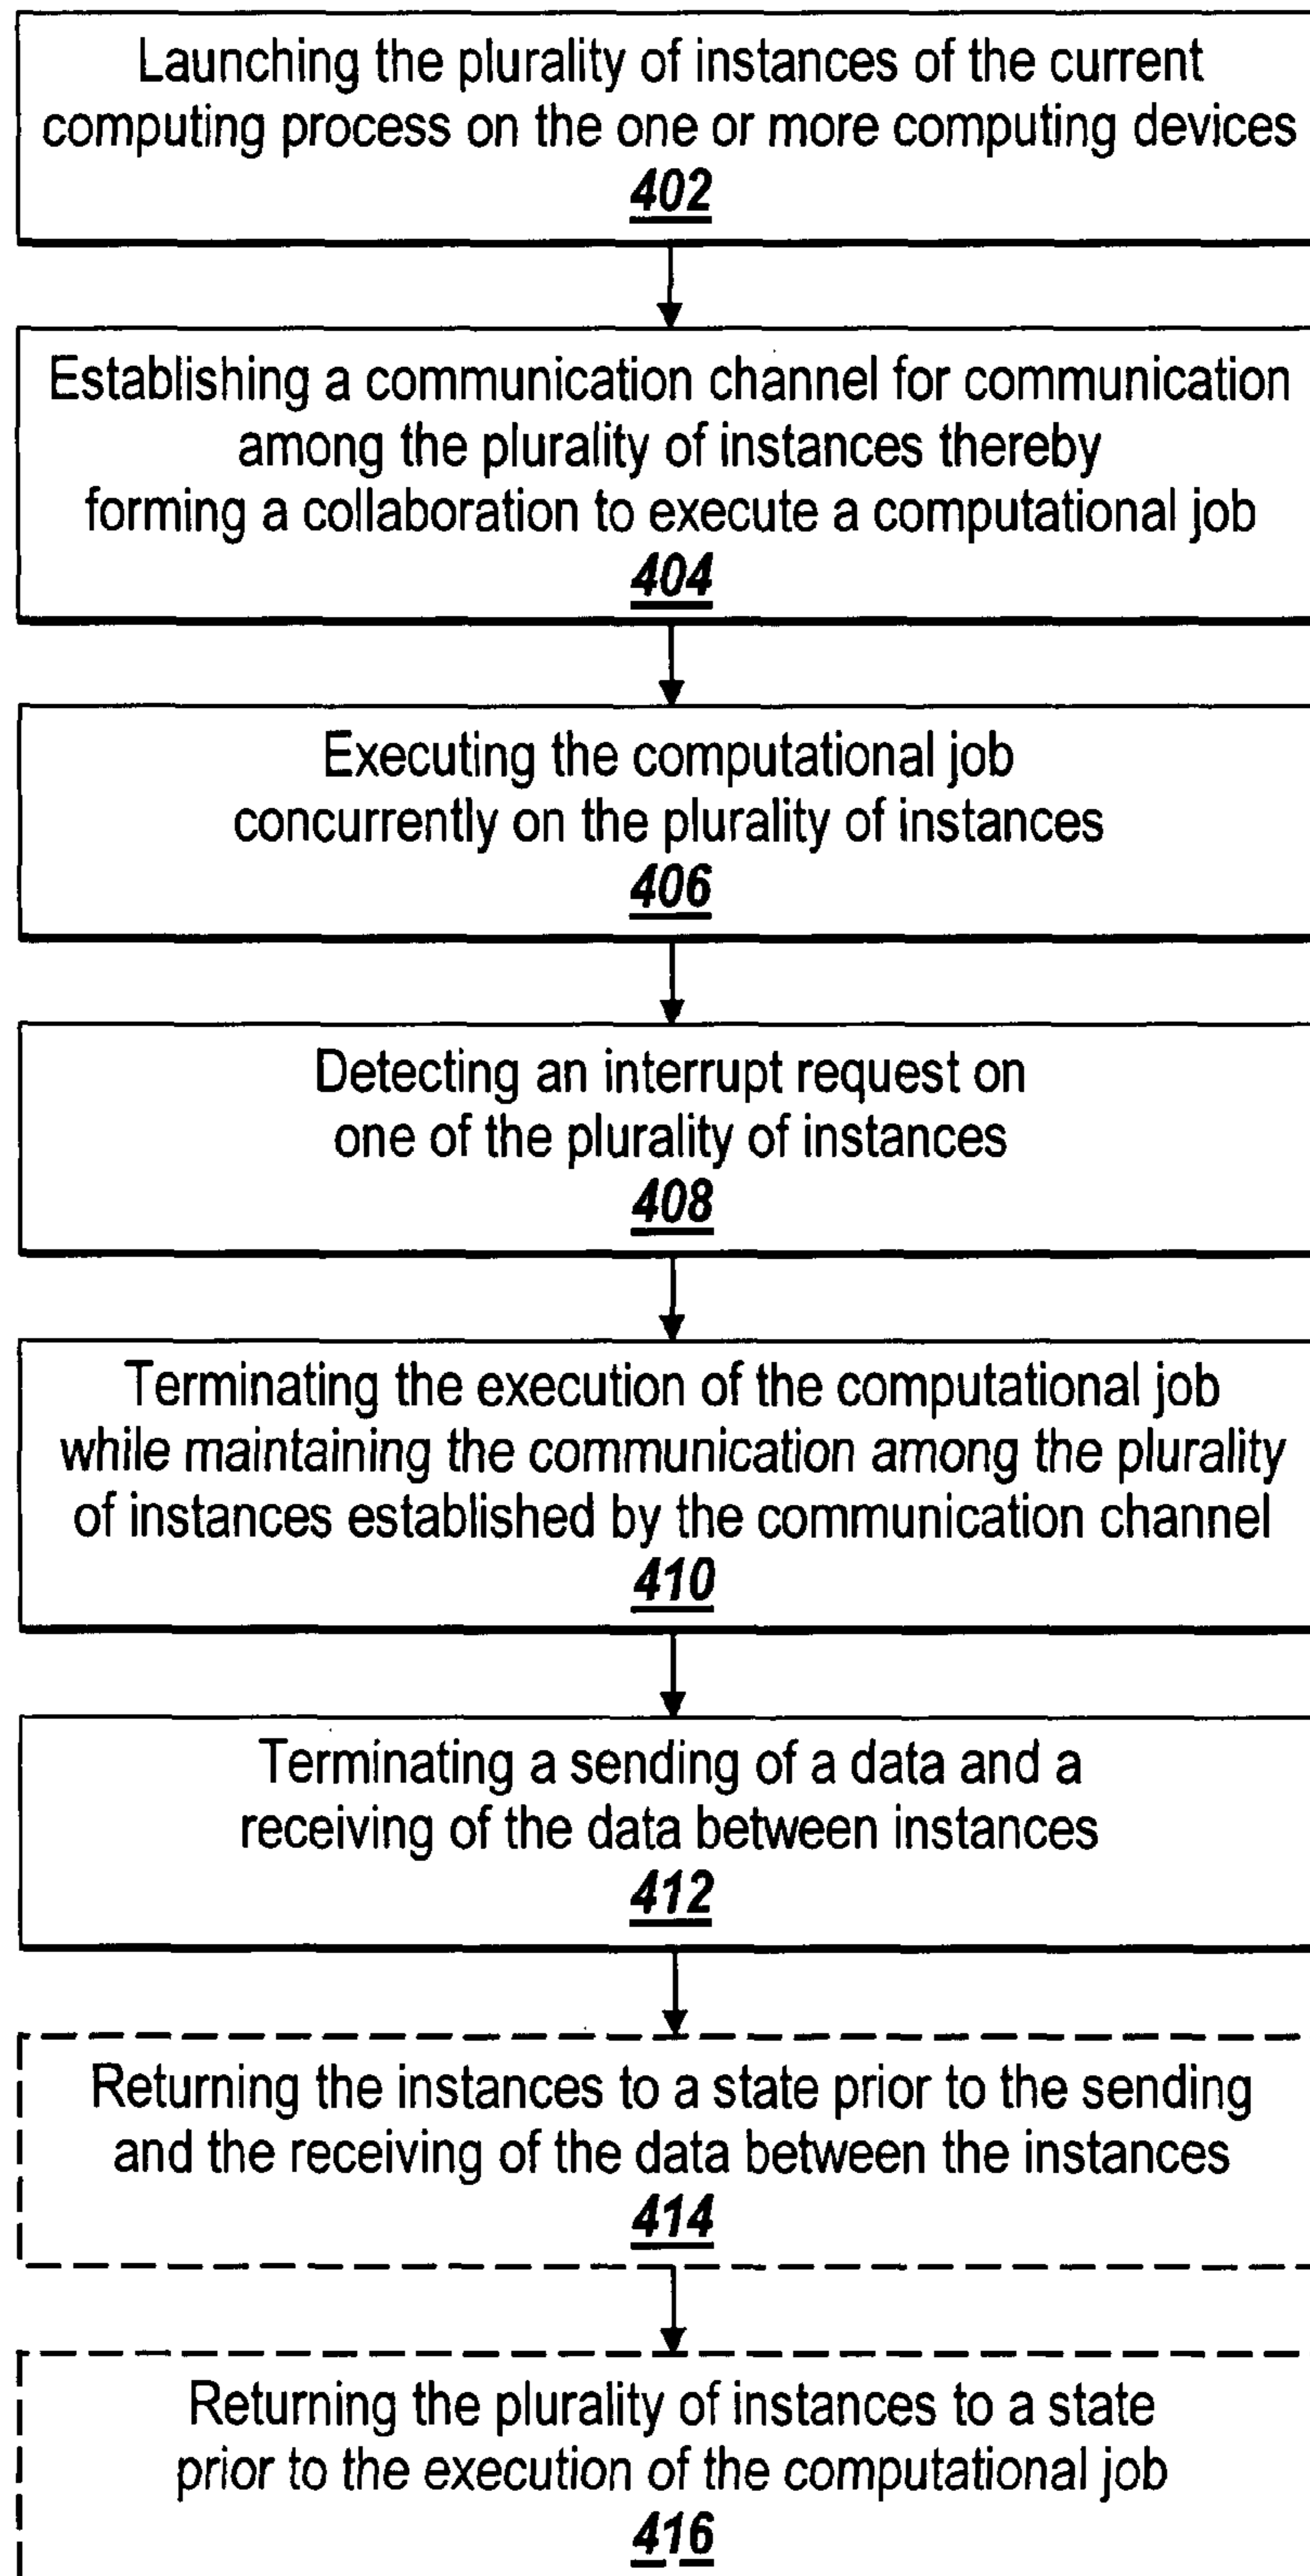 Launching the plurality of instances of the current
computing process on the one or more computing devices
402
Establishing a communication channel for communication
among the plurality of instances thereby
forming a collaboration to execute a computational job
404
Executing the computational job
concurrently on the plurality of instances
406
Detecting an interrupt request on
one of the plurality of instances
408
Terminating the execution of the computational job
while maintaining the communication among the plurality
of instances established by the communication channel
410
Terminating a sending of a data and a
receiving of the data between instances
412
Returning the instances to a state prior to the sending
and the receiving of the data between the instances
414
Returning the plurality of instances to a state
prior to the execution of the computational job
416